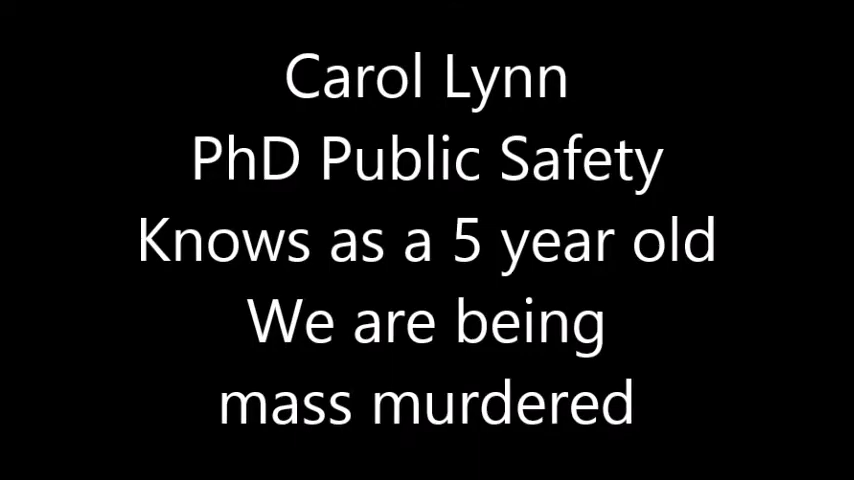 Carol Lynn
PhD Public Safety
Knows as a 5 year old
We are being
mass murdered